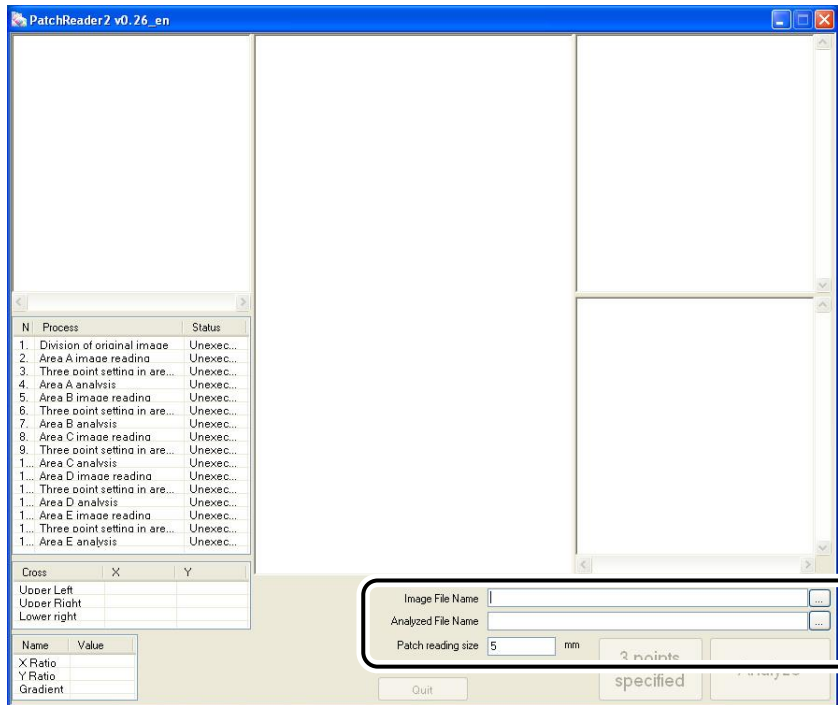 PatchReader2 v0.26_en
N Process Status
1. Division of original image Unexec...
2. Area A image reading Unexec...
3. Three point setting in are... Unexec...
4. Area A analysis Unexec...
5. Area B image reading Unexec...
6. Three point setting in are... Unexec...
7. Area B analysis Unexec...
8. Area C image reading Unexec...
9. Three point setting in are... Unexec...
1... Area C analysis Unexec...
1... Area D image reading Unexec...
1... Three point setting in are... Unexec...
1... Area D analysis Unexec...
1... Area E image reading Unexec...
1... Three point setting in are... Unexec...
1... Area E analysis Unexec...
Cross X Y
Upper Left
Upper Right
Lower right
Name Value
X Ratio
Y Ratio
Gradient
Image File Name ...
Analyzed File Name ...
Patch reading size 5 mm
3 points
specified
Quit